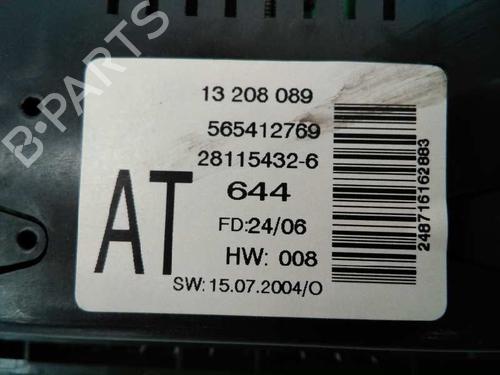 13 208 089
565412769
28115432-6
644
AT
FD:24/06
HW: 008
SW: 15.07.2004/O
248716162883
B-PARTS